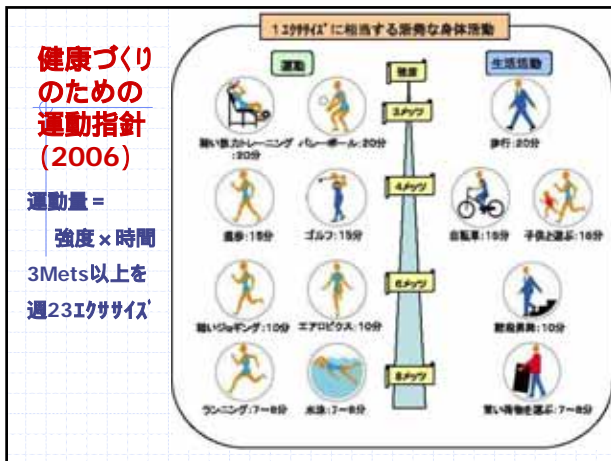 健康づくり
のための
運動指針
(2006)
運動量＝
強度×時間
3Mets以上を
週23エクササイズ
1エクササイズに相当する活発な身体活動
運動
強度
生活活動
3メッツ
軽い筋力トレーニング
:20分
バレーボール:20分
歩行:20分
4メッツ
速歩:15分
ゴルフ:15分
自転車:15分
子供と遊ぶ:15分
6メッツ
軽いジョギング:10分
エアロビクス:10分
階段昇降:10分
8メッツ
ランニング:7〜8分
水泳:7〜8分
重い荷物を運ぶ:7〜8分